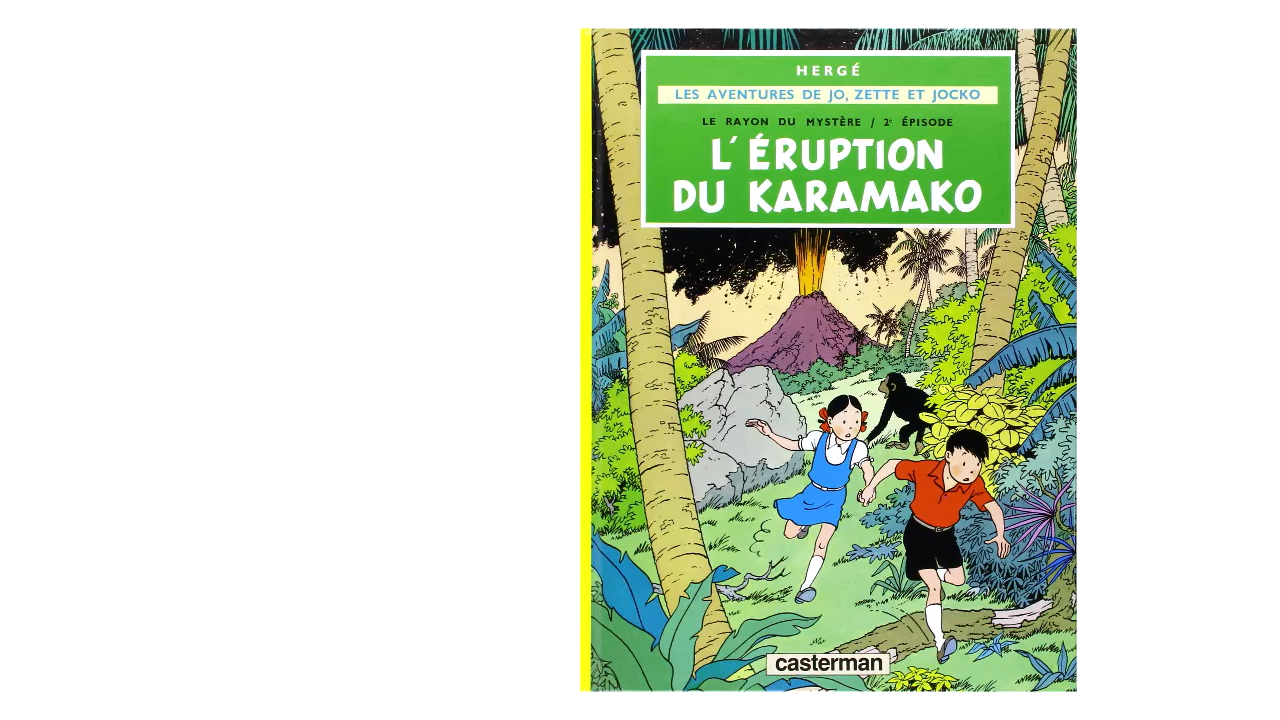 HERGÉ
LES AVENTURES DE JO, ZETTE ET JOCKO
LE RAYON DU MYSTÈRE / 2e ÉPISODE
L'ÉRUPTION
DU KARAMAKO
casterman